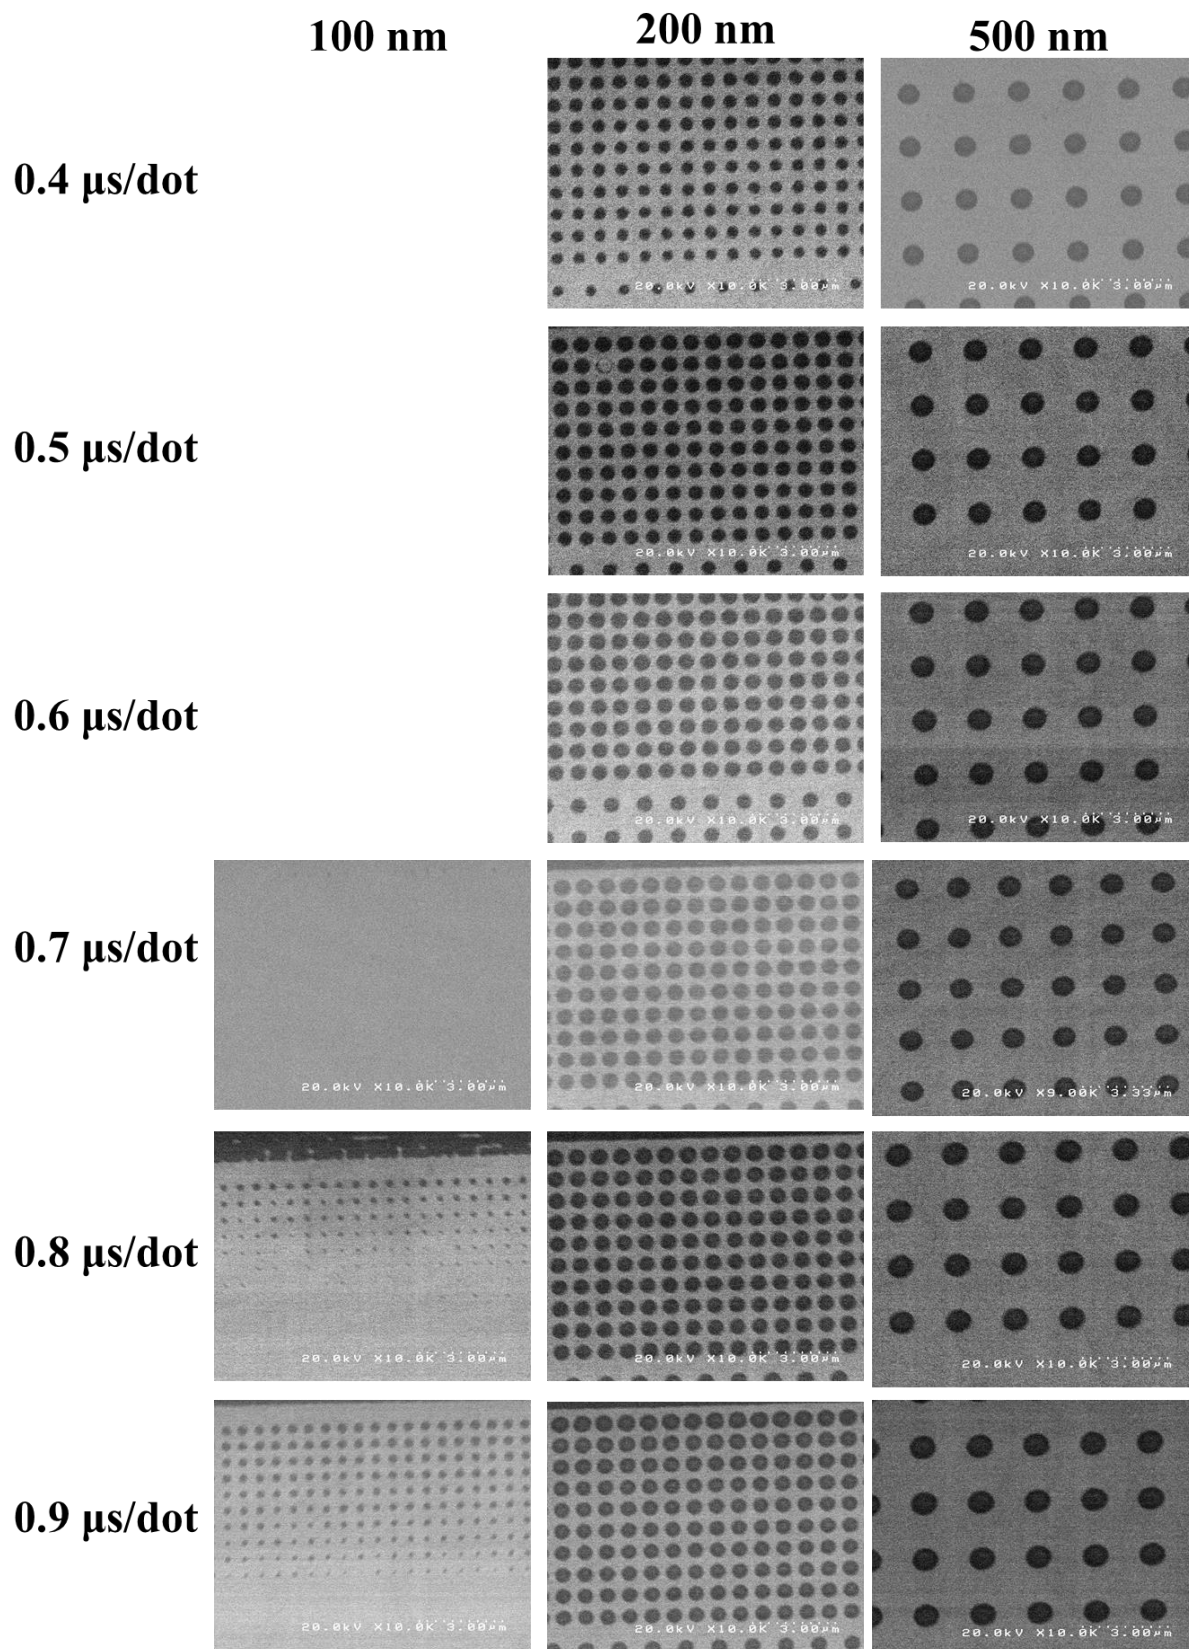 100 nm 200 nm 500 nm
0.4 μs/dot
20.0kV X10.0K 3.00μm 20.0kV X10.0K 3.00μm
0.5 μs/dot
20.0kV X10.0K 3.00μm 20.0kV X10.0K 3.00μm
0.6 μs/dot
20.0kV X10.0K 3.00μm 20.0kV X10.0K 3.00μm
0.7 μs/dot
20.0kV X10.0K 3.00μm 20.0kV X10.0K 3.00μm 20.0kV X9.00K 3.33μm
0.8 μs/dot
20.0kV X10.0K 3.00μm 20.0kV X10.0K 3.00μm 20.0kV X10.0K 3.00μm
0.9 μs/dot
20.0kV X10.0K 3.00μm 20.0kV X10.0K 3.00μm 20.0kV X10.0K 3.00μm